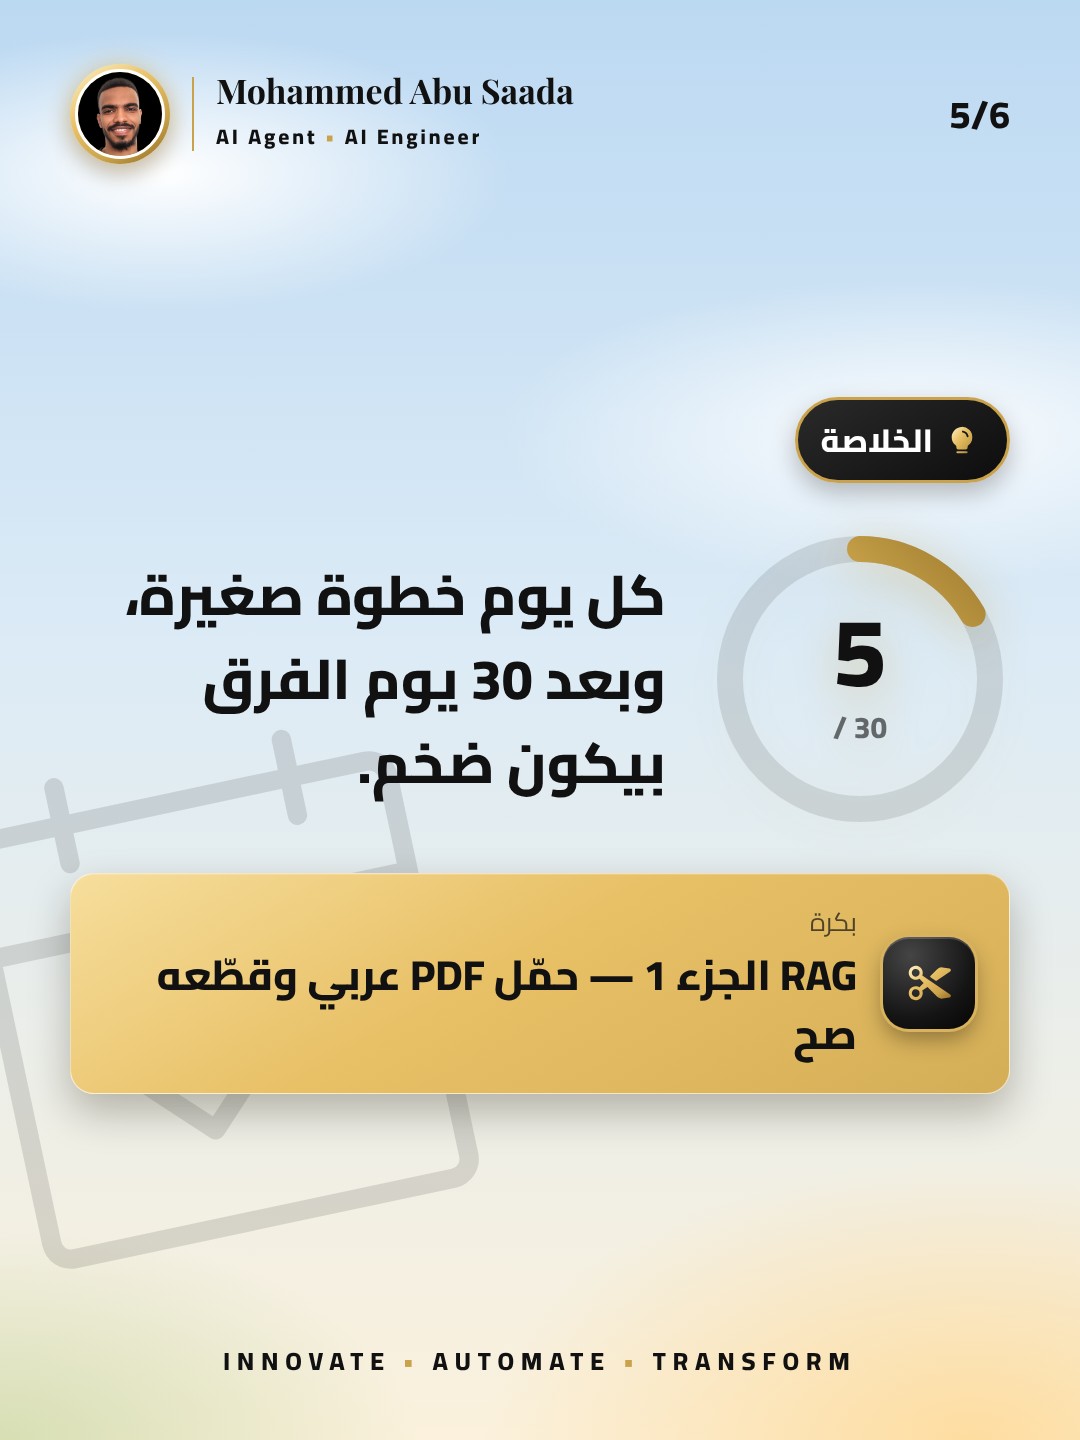 Mohammed Abu Saada
AI Agent ▪ AI Engineer
5/6
الخلاصة
5
/ 30
كل يوم خطوة صغيرة،
وبعد 30 يوم الفرق
بيكون ضخم.
بكرة
RAG الجزء 1 — حمّل PDF عربي وقطّعه
صح
INNOVATE ▪ AUTOMATE ▪ TRANSFORM